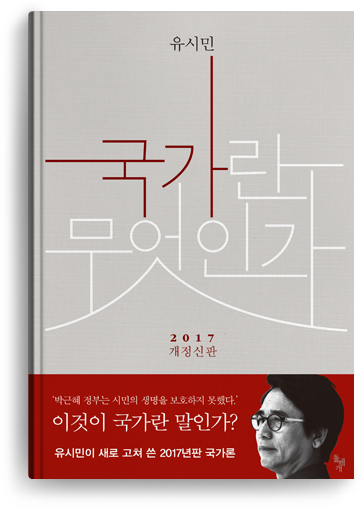 유시민
국가란
무엇인가
2017
개정신판
'박근혜 정부는 시민의 생명을 보호하지 못했다.'
이것이 국가란 말인가?
유시민이 새로 고쳐 쓴 2017년판 국가론
돌베개